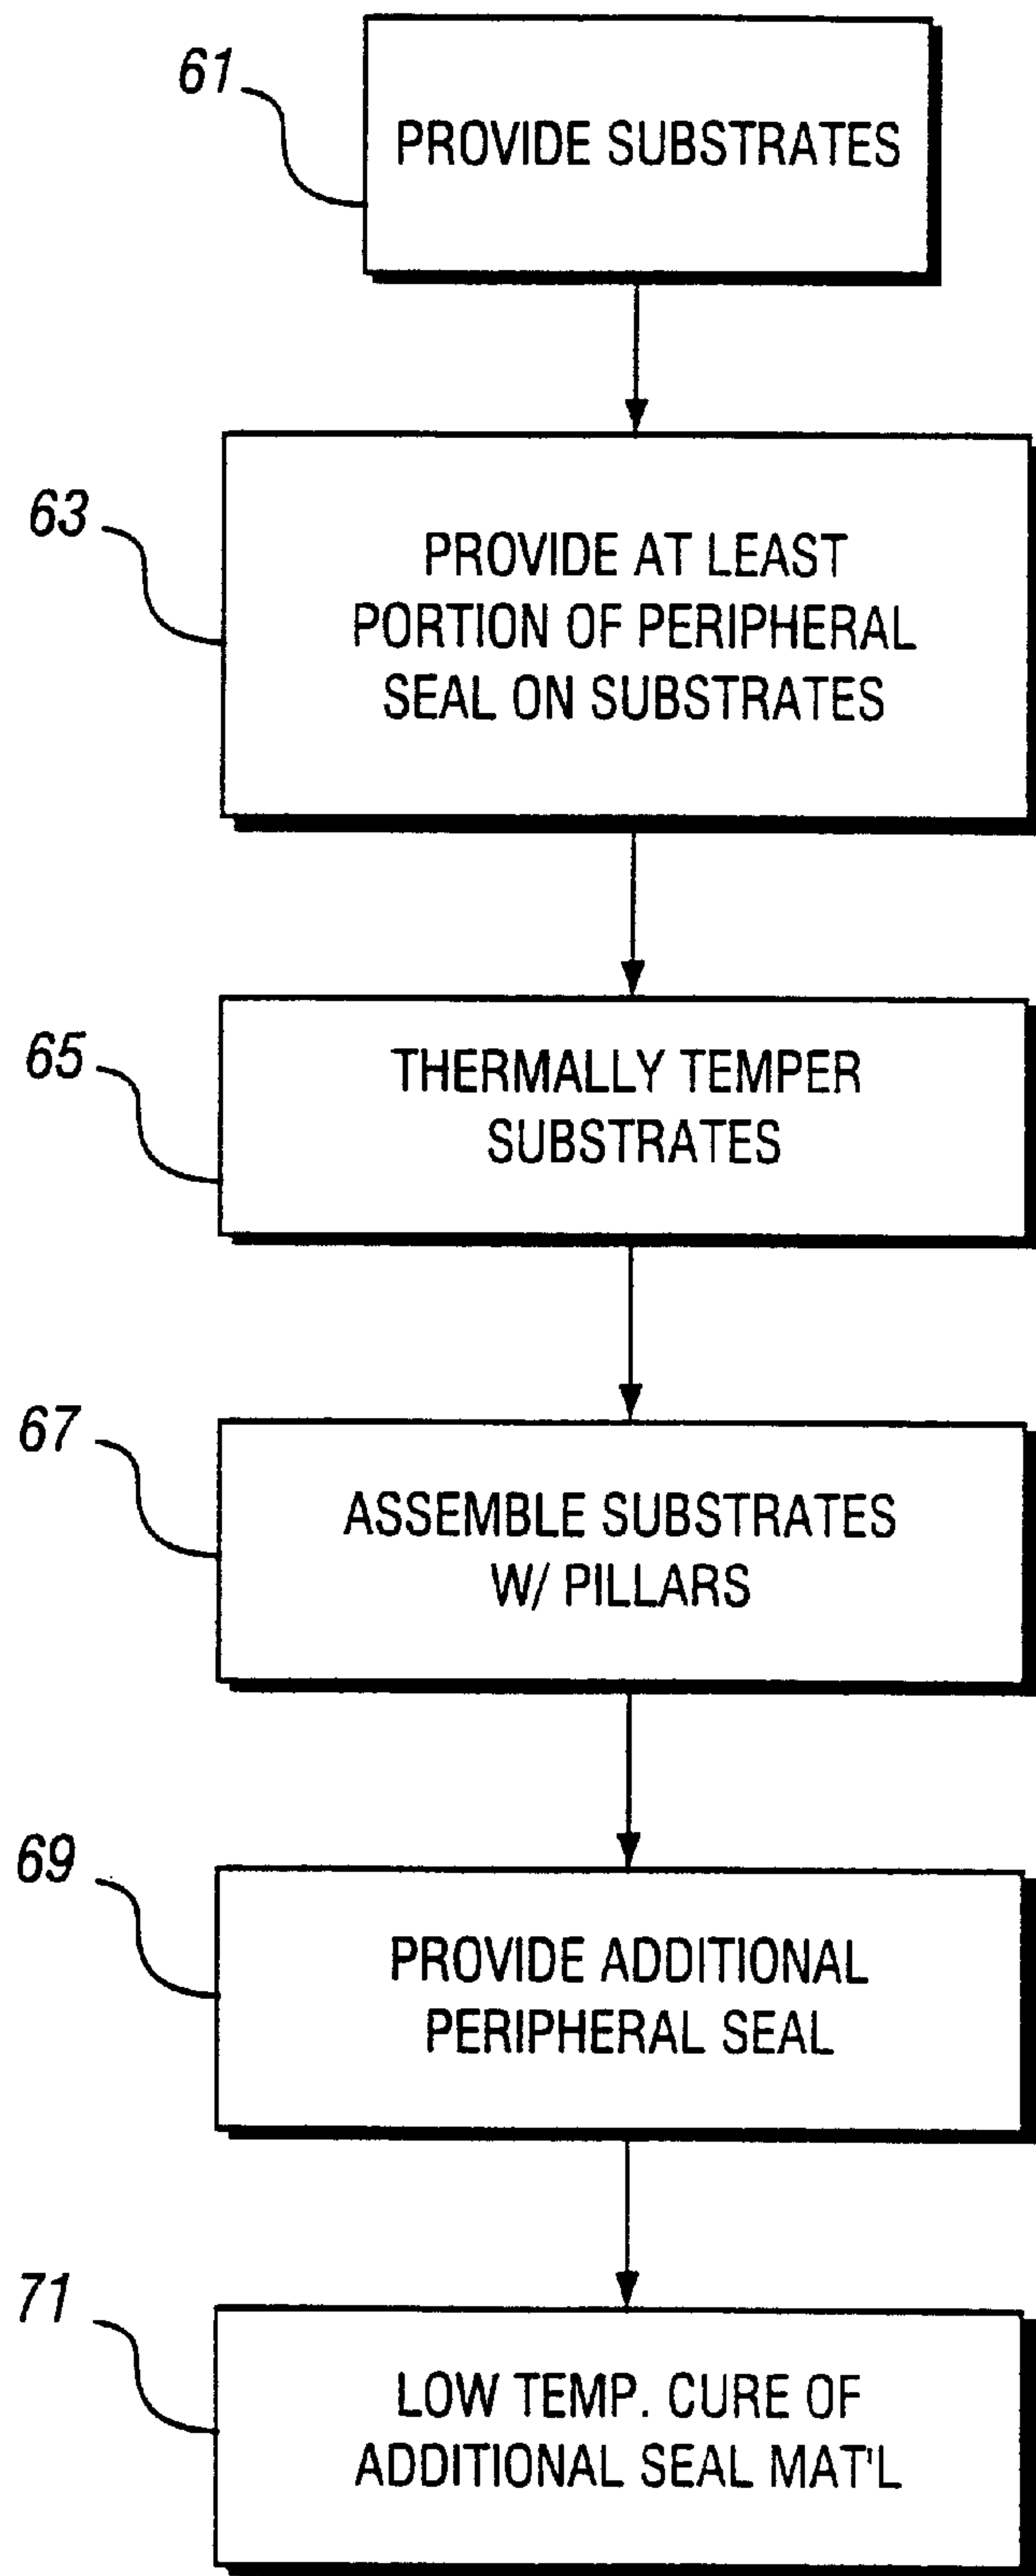 61
PROVIDE SUBSTRATES
63
PROVIDE AT LEAST
PORTION OF PERIPHERAL
SEAL ON SUBSTRATES
65
THERMALLY TEMPER
SUBSTRATES
67
ASSEMBLE SUBSTRATES
W/ PILLARS
69
PROVIDE ADDITIONAL
PERIPHERAL SEAL
71
LOW TEMP. CURE OF
ADDITIONAL SEAL MAT'L